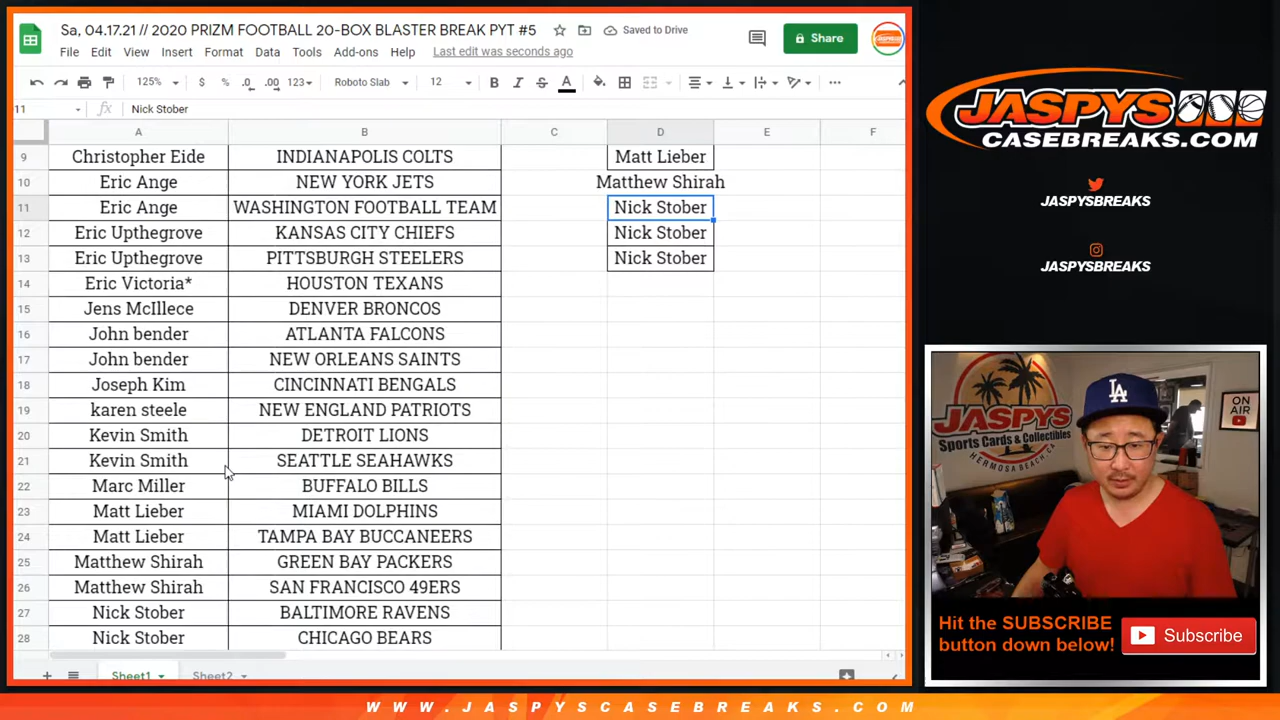 Sa, 04.17.21 // 2020 PRIZM FOOTBALL 20-BOX BLASTER BREAK PYT #5
Saved to Drive
File Edit View Insert Format Data Tools Add-ons Help Last edit was seconds ago
Share
125% $ % .0 .00 123 Roboto Slab 12 B I S A
11 fx Nick Stober
A B C D E F
9 Christopher Eide INDIANAPOLIS COLTS Matt Lieber
10 Eric Ange NEW YORK JETS Matthew Shirah
11 Eric Ange WASHINGTON FOOTBALL TEAM Nick Stober
12 Eric Upthegrove KANSAS CITY CHIEFS Nick Stober
13 Eric Upthegrove PITTSBURGH STEELERS Nick Stober
14 Eric Victoria* HOUSTON TEXANS
15 Jens McIllece DENVER BRONCOS
16 John bender ATLANTA FALCONS
17 John bender NEW ORLEANS SAINTS
18 Joseph Kim CINCINNATI BENGALS
19 karen steele NEW ENGLAND PATRIOTS
20 Kevin Smith DETROIT LIONS
21 Kevin Smith SEATTLE SEAHAWKS
22 Marc Miller BUFFALO BILLS
23 Matt Lieber MIAMI DOLPHINS
24 Matt Lieber TAMPA BAY BUCCANEERS
25 Matthew Shirah GREEN BAY PACKERS
26 Matthew Shirah SAN FRANCISCO 49ERS
27 Nick Stober BALTIMORE RAVENS
28 Nick Stober CHICAGO BEARS
Sheet1 Sheet2
JASPYS
CASEBREAKS.COM
JASPYSBREAKS
JASPYSBREAKS
JASPYS
Sports Cards & Collectibles
HERMOSA BEACH, CA
LA
ON
AIR
Hit the SUBSCRIBE
button down below!
Subscribe
WWW.JASPYSCASEBREAKS.COM